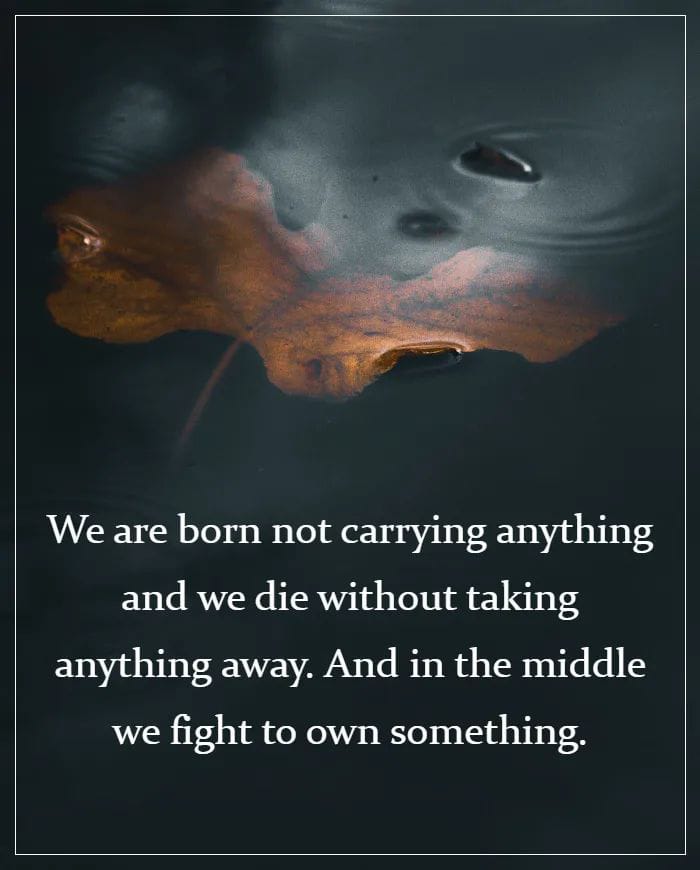 We are born not carrying anything
and we die without taking
anything away. And in the middle
we fight to own something.